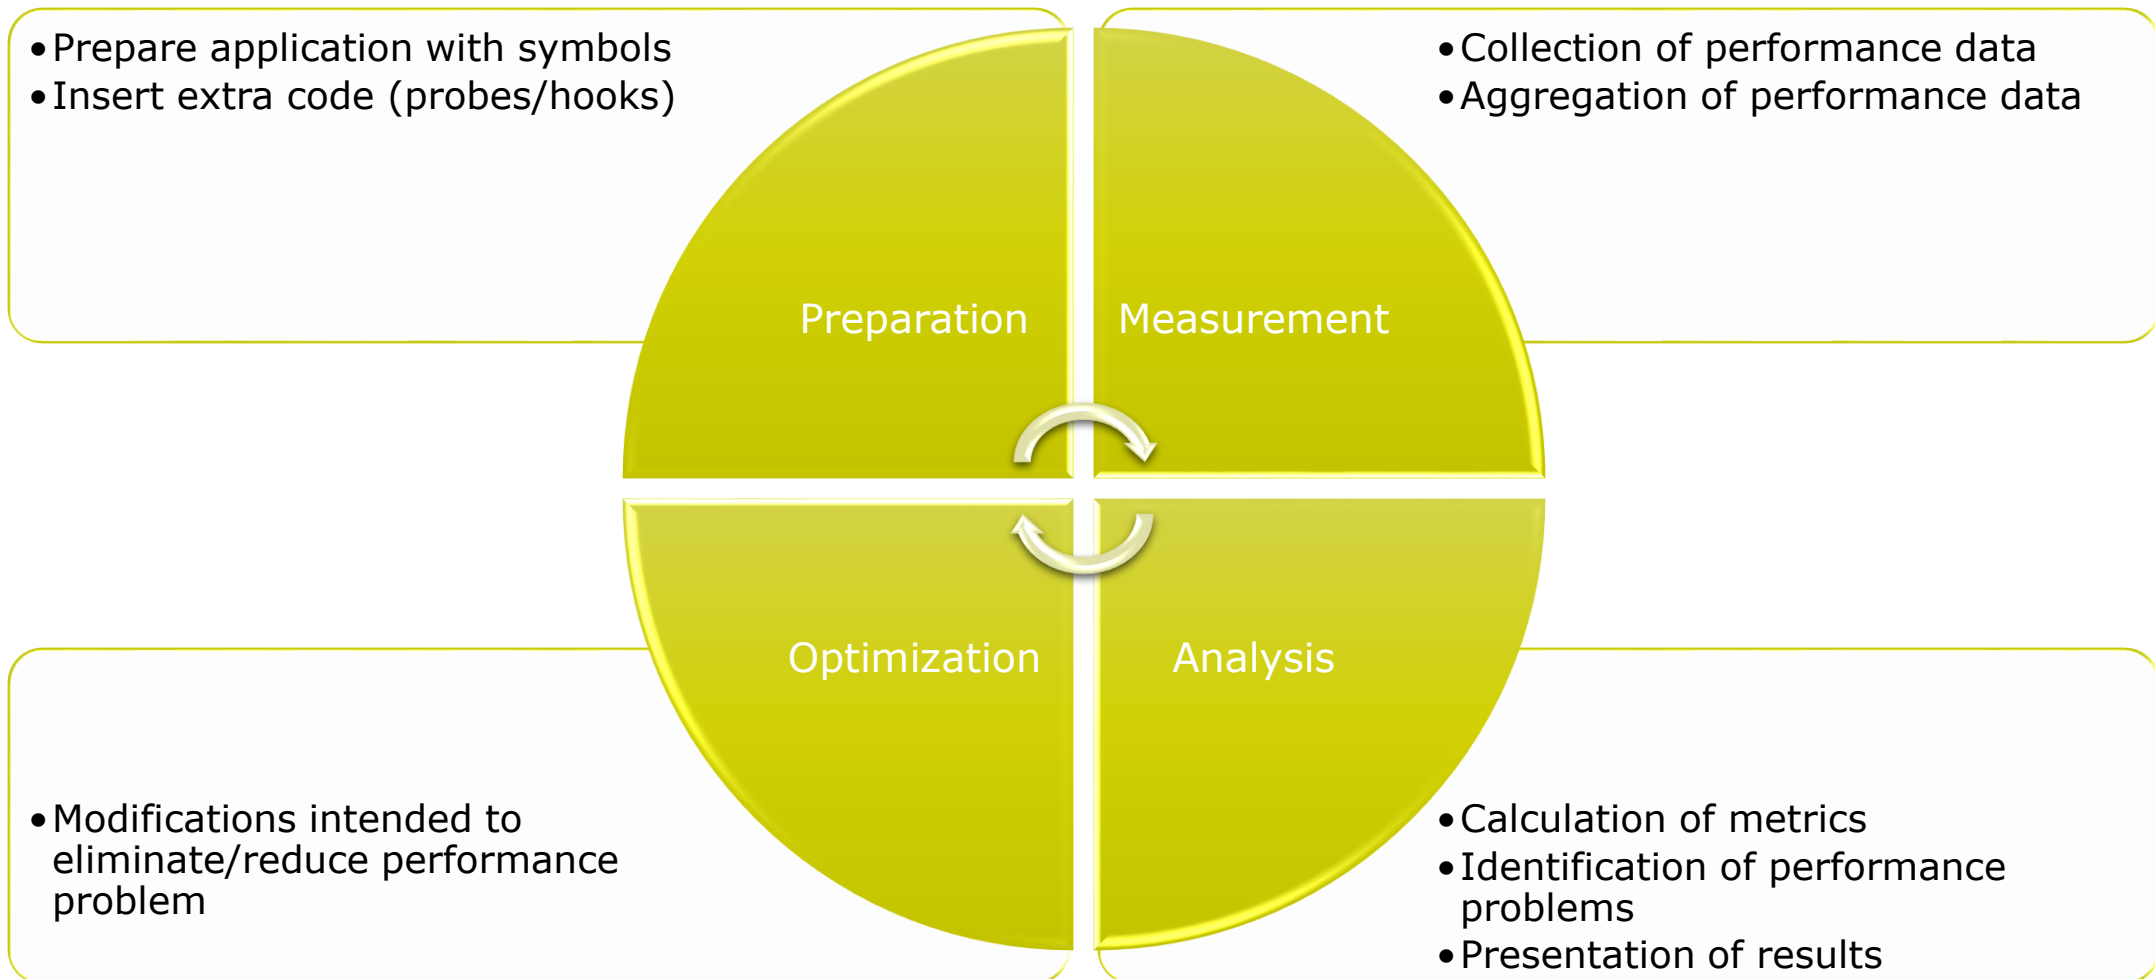 •Prepare application with symbols
•Insert extra code (probes/hooks)
•Collection of performance data
•Aggregation of performance data
Preparation
Measurement
Optimization
Analysis
•Modifications intended to
eliminate/reduce performance
problem
•Calculation of metrics
•Identification of performance
problems
•Presentation of results